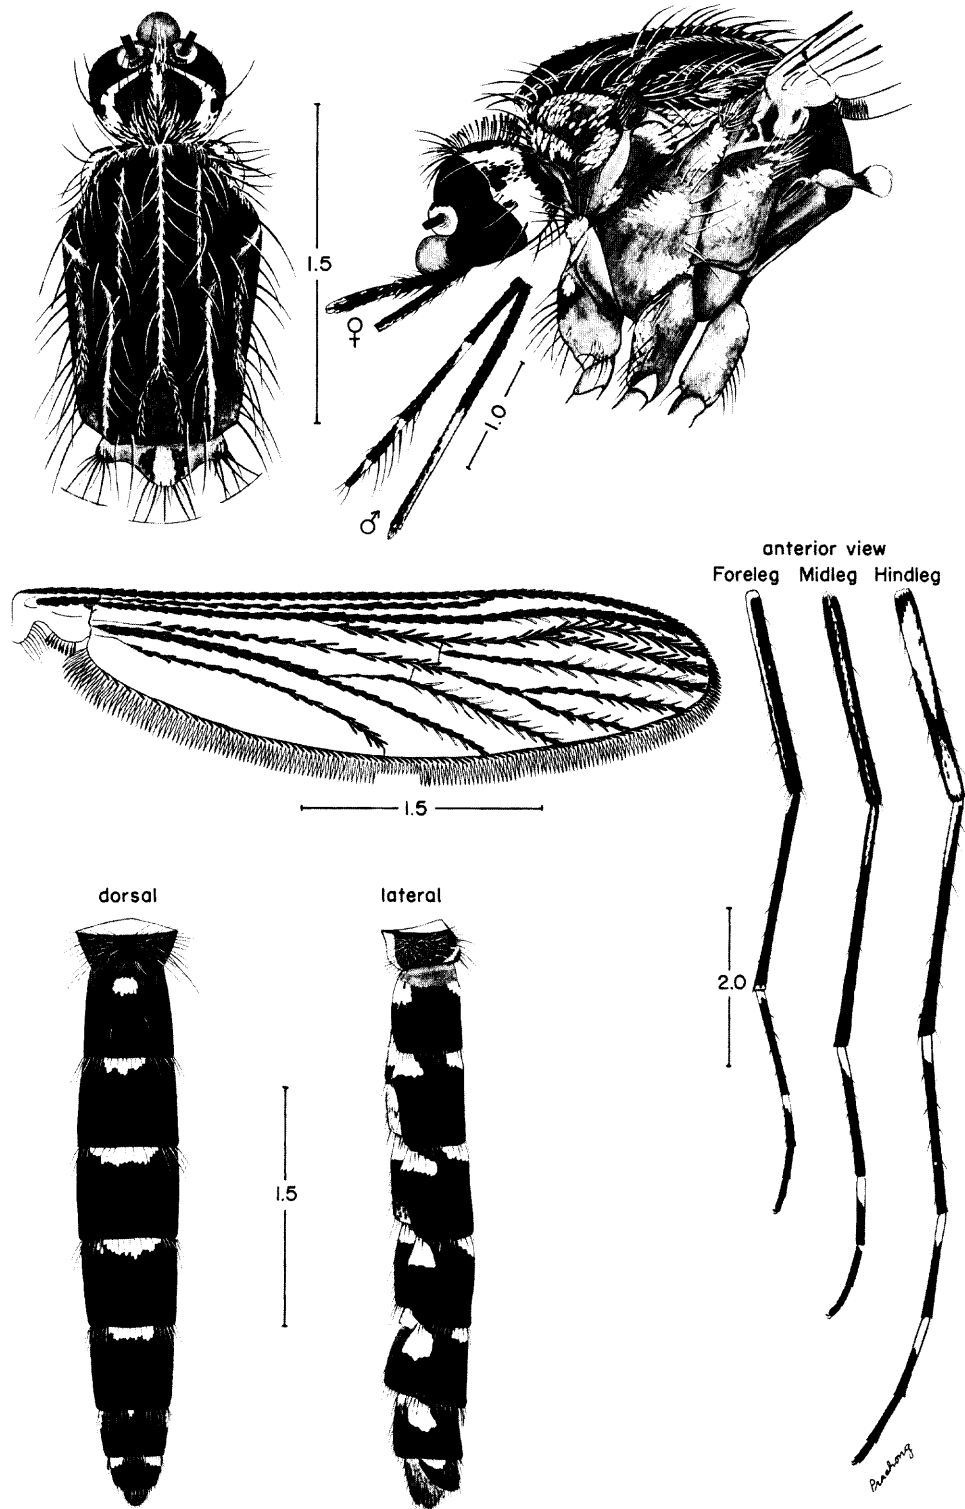 1.5
♀
1.0
♂
anterior view
Foreleg Midleg Hindleg
1.5
dorsal
lateral
2.0
1.5
Prachong